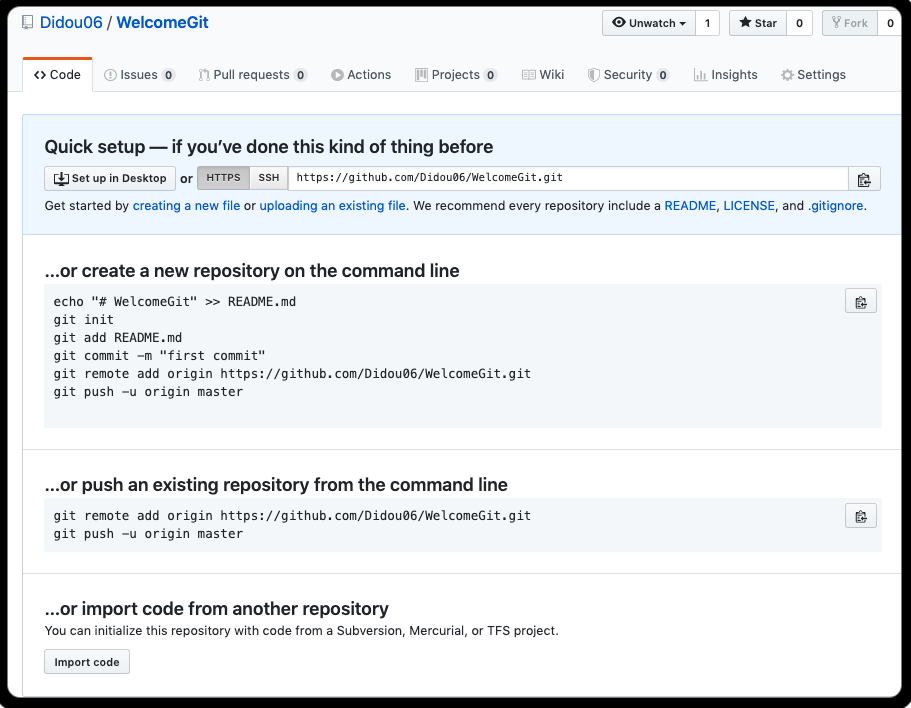 Didou06 / WelcomeGit
Unwatch 1 Star 0 Fork 0
Code Issues 0 Pull requests 0 Actions Projects 0 Wiki Security 0 Insights Settings
Quick setup — if you’ve done this kind of thing before
Set up in Desktop or HTTPS SSH https://github.com/Didou06/WelcomeGit.git
Get started by creating a new file or uploading an existing file. We recommend every repository include a README, LICENSE, and .gitignore.
…or create a new repository on the command line
echo "# WelcomeGit" >> README.md
git init
git add README.md
git commit -m "first commit"
git remote add origin https://github.com/Didou06/WelcomeGit.git
git push -u origin master
…or push an existing repository from the command line
git remote add origin https://github.com/Didou06/WelcomeGit.git
git push -u origin master
…or import code from another repository
You can initialize this repository with code from a Subversion, Mercurial, or TFS project.
Import code